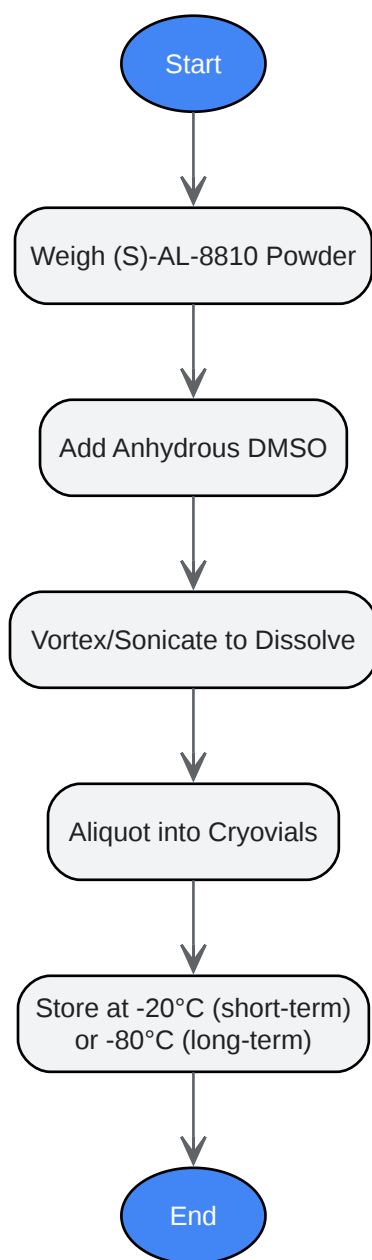 Start
Weigh (S)-AL-8810 Powder
Add Anhydrous DMSO
Vortex/Sonicate to Dissolve
Aliquot into Cryovials
Store at -20°C (short-term)
or -80°C (long-term)
End